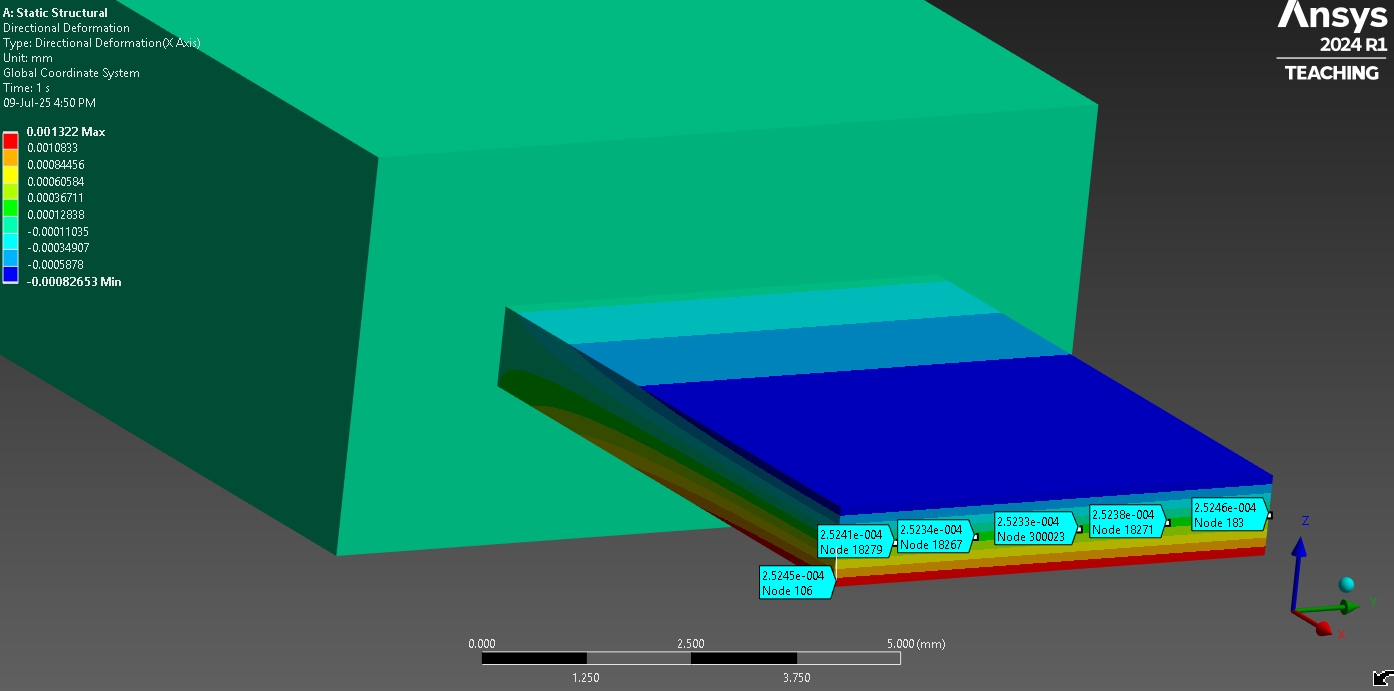 A: Static Structural
Directional Deformation
Type: Directional Deformation(X Axis)
Unit: mm
Global Coordinate System
Time: 1 s
09-Jul-25 4:50 PM
0.001322 Max
0.0010833
0.00084456
0.00060584
0.00036711
0.00012838
-0.00011035
-0.00034907
-0.0005878
-0.00082653 Min
Ansys
2024 R1
TEACHING
2.5246e-004
Node 183
2.5238e-004
Node 18271
2.5233e-004
Node 300023
2.5234e-004
Node 18267
2.5241e-004
Node 18279
2.5245e-004
Node 106
Z
Y
X
0.000 2.500 5.000 (mm)
1.250 3.750